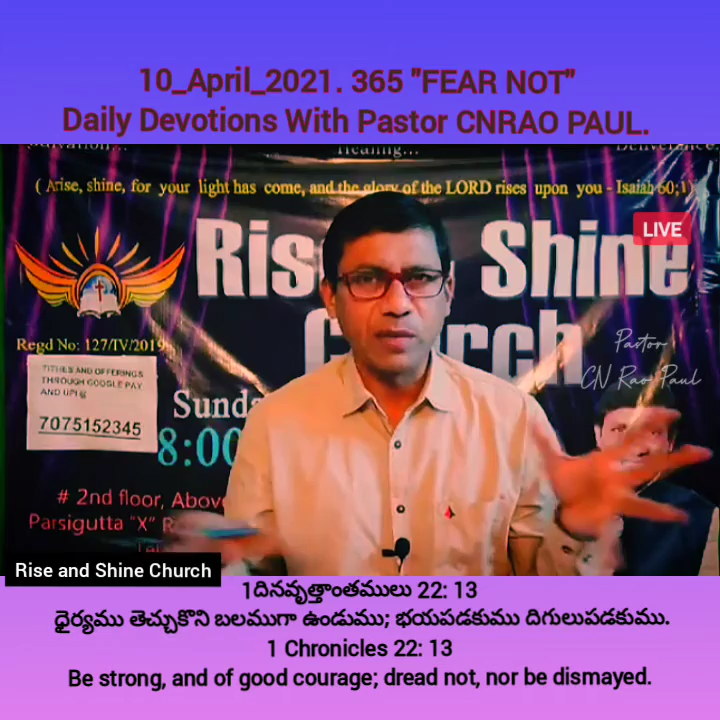 10_April_2021. 365 "FEAR NOT"
Daily Devotions With Pastor CNRAO PAUL.
Healing...
( Arise, shine, for your light has come, and the glory of the LORD rises upon you - Isaiah 60;1)
LIVE
Rise Shine
Church
Regd No: 127/IV/2019
Pastor
CN Rao Paul
TITHES AND OFFERINGS
THROUGH GOOGLE PAY
AND UPI @
7075152345
Sund
8:00
# 2nd floor, Above
Parsigutta "X" R
Rise and Shine Church
1దినవృత్తాంతములు 22: 13
ధైర్యము తెచ్చుకొని బలముగా ఉండుము; భయపడకుము దిగులుపడకుము.
1 Chronicles 22: 13
Be strong, and of good courage; dread not, nor be dismayed.